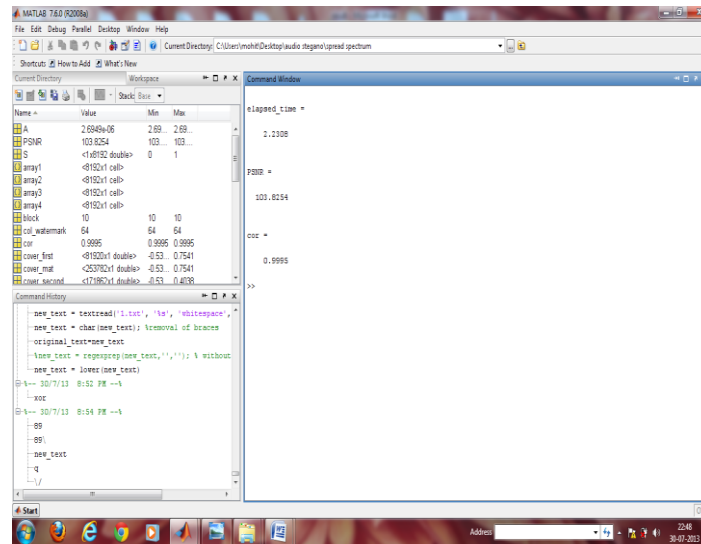 MATLAB 7.6.0 (R2008a)
File Edit Debug Parallel Desktop Window Help
Current Directory: C:\Users\mohit\Desktop\audio stegano\spread spectrum
Shortcuts How to Add What's New
Current Directory Workspace
Stack: Base
Name Value Min Max
A 2.6949e-06 2.69... 2.69...
PSNR 103.8254 103.... 103....
S <1x8192 double> 0 1
array1 <8192x1 cell>
array2 <8192x1 cell>
array3 <8192x1 cell>
array4 <8192x1 cell>
block 10 10 10
col_watermark 64 64 64
cor 0.9995 0.9995 0.9995
cover_first <81920x1 double> -0.53... 0.7541
cover_mat <253782x1 double> -0.53... 0.7541
cover_second <171862x1 double> -0.53... 0.4038
Command History
new_text = textread('1.txt', '%s', 'whitespace',
new_text = char(new_text); %removal of braces
original_text=new_text
%new_text = regexprep(new_text,'',''); % without
new_text = lower(new_text)
%-- 30/7/13 8:52 PM --%
xor
%-- 30/7/13 8:54 PM --%
89
89\
new_text
q
\/
Command Window
elapsed_time =
2.2308
PSNR =
103.8254
cor =
0.9995
>>
Start
Address
22:48
30-07-2013